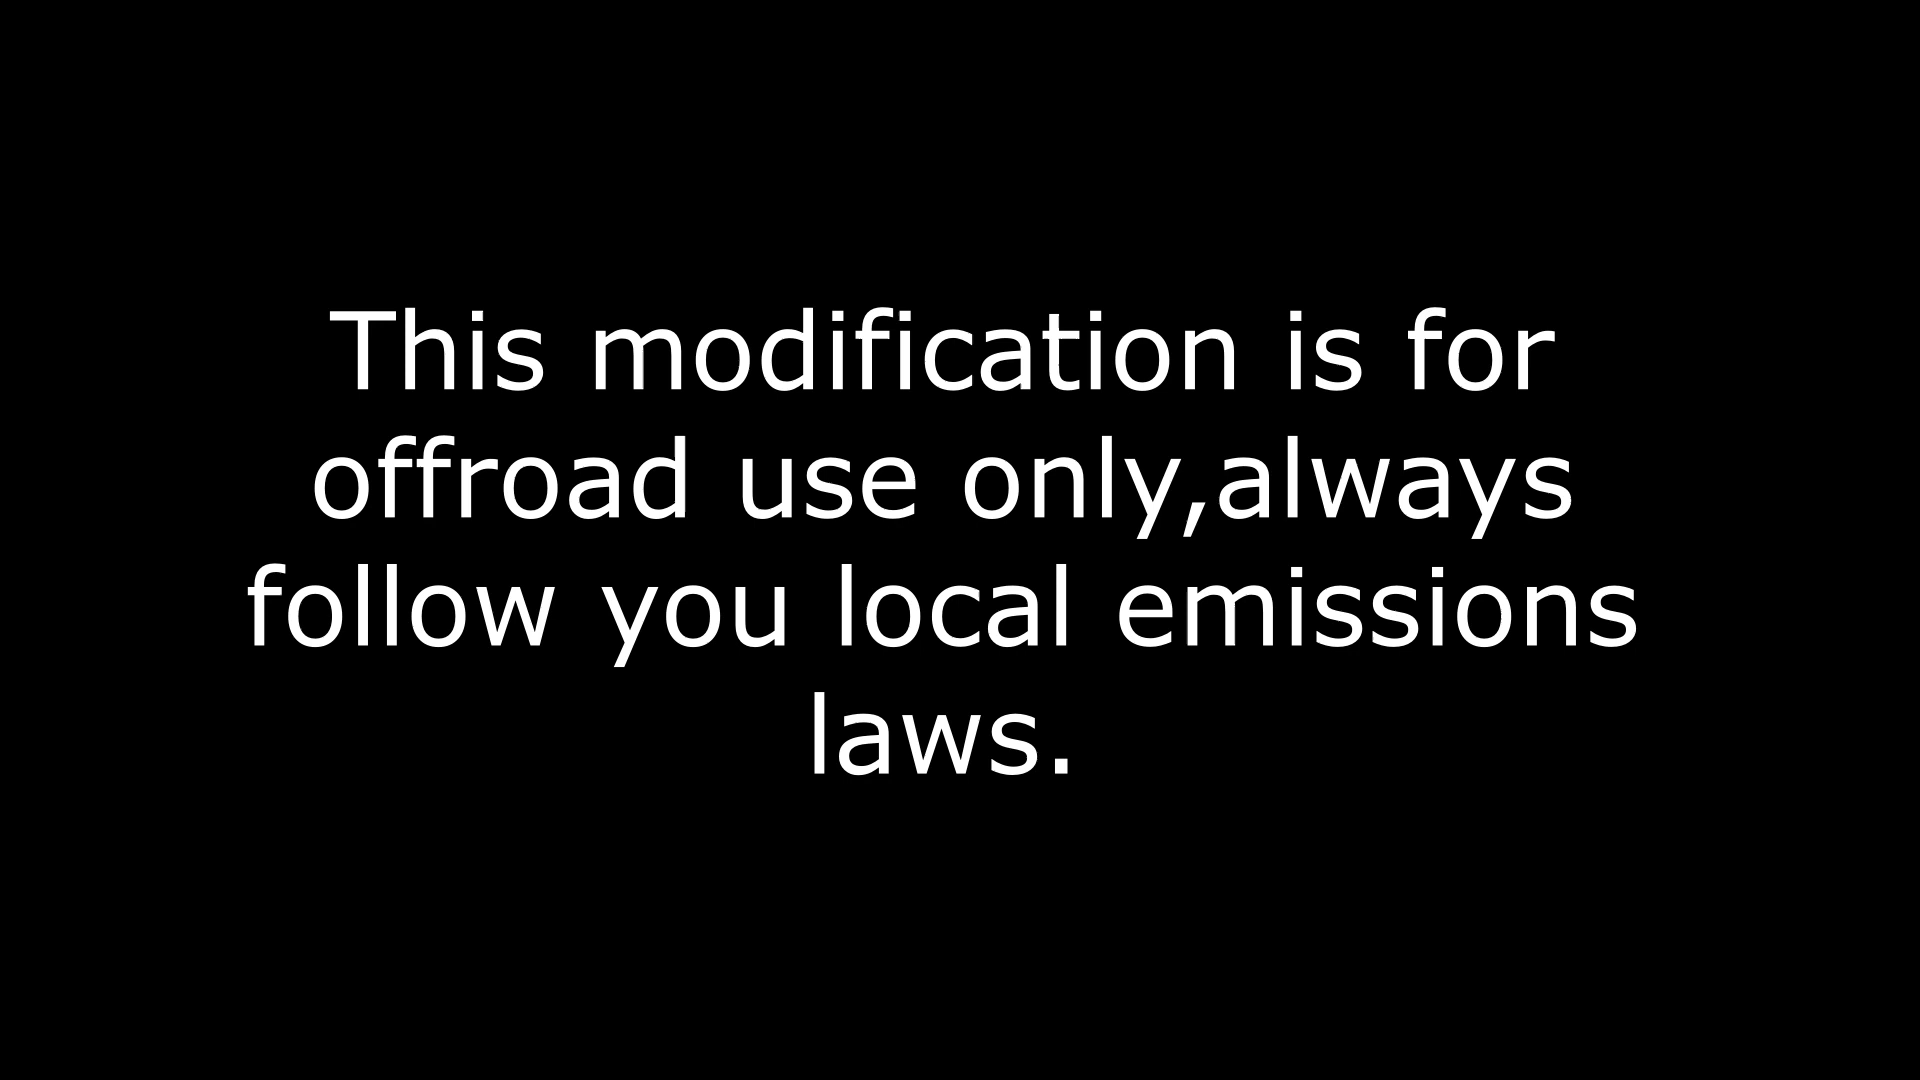 This modification is for
offroad use only,always
follow you local emissions
laws.